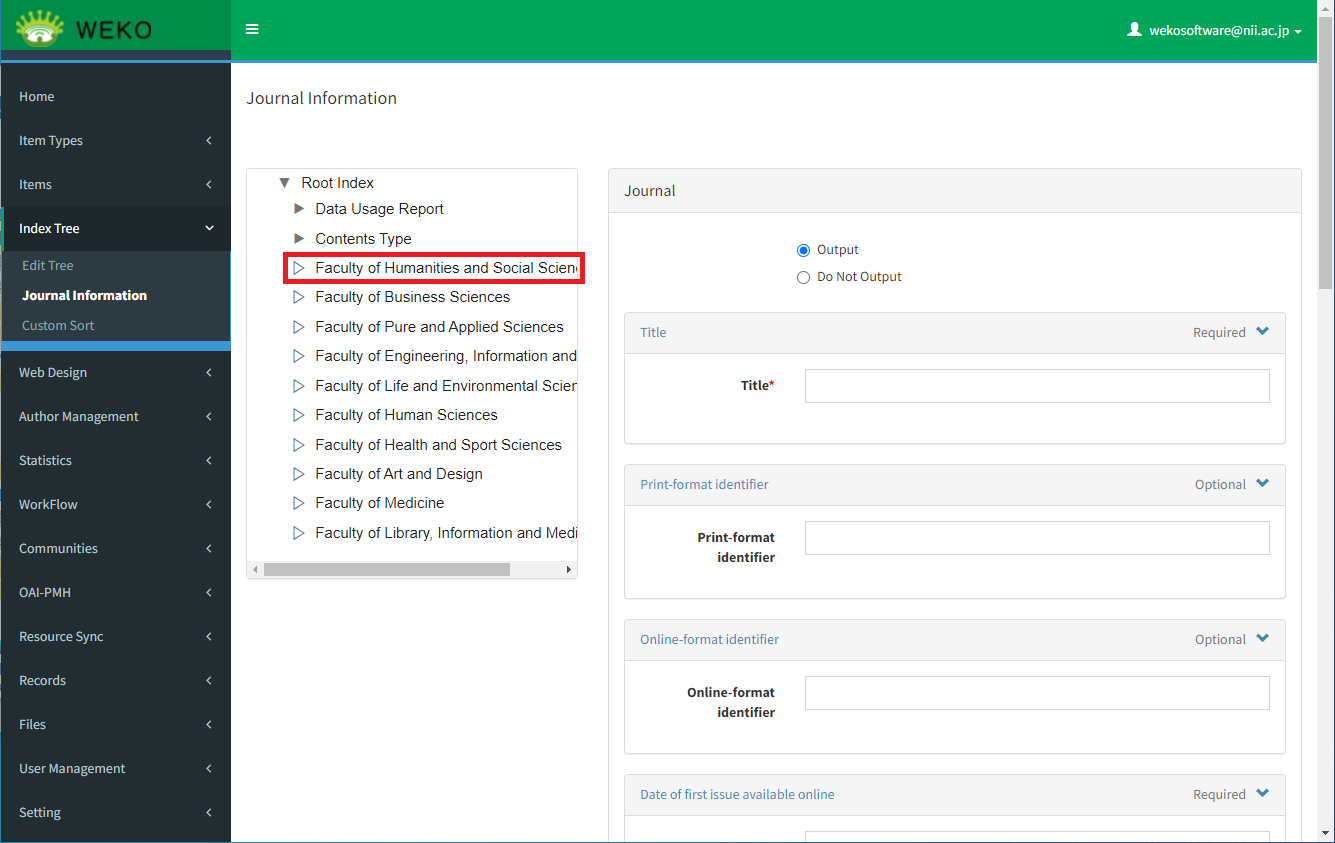 WEKO
wekosoftware@nii.ac.jp
Home
Item Types
Items
Index Tree
Edit Tree
Journal Information
Custom Sort
Web Design
Author Management
Statistics
WorkFlow
Communities
OAI-PMH
Resource Sync
Records
Files
User Management
Setting
Journal Information
Root Index
Data Usage Report
Contents Type
Faculty of Humanities and Social Scien
Faculty of Business Sciences
Faculty of Pure and Applied Sciences
Faculty of Engineering, Information and
Faculty of Life and Environmental Scien
Faculty of Human Sciences
Faculty of Health and Sport Sciences
Faculty of Art and Design
Faculty of Medicine
Faculty of Library, Information and Medi
Journal
Output
Do Not Output
Title Required
Title*
Print-format identifier Optional
Print-format
identifier
Online-format identifier Optional
Online-format
identifier
Date of first issue available online Required